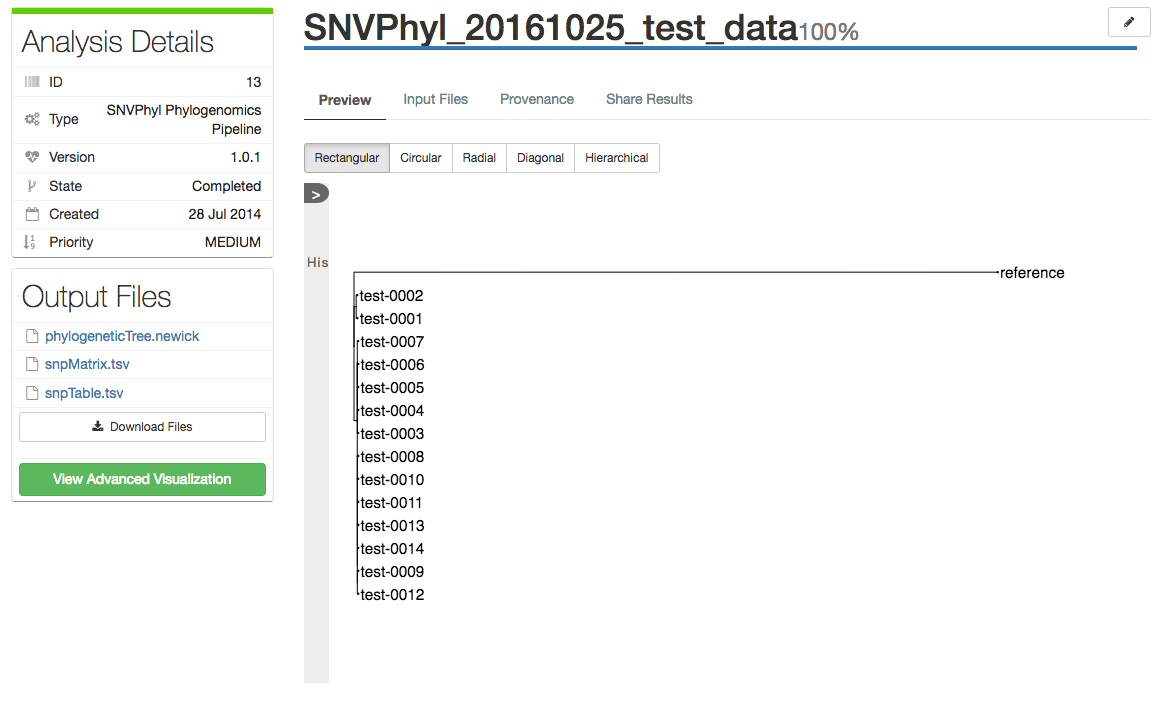 Analysis Details
ID 13
Type SNVPhyl Phylogenomics
Pipeline
Version 1.0.1
State Completed
Created 28 Jul 2014
Priority MEDIUM
Output Files
phylogeneticTree.newick
snpMatrix.tsv
snpTable.tsv
Download Files
View Advanced Visualization
SNVPhyl_20161025_test_data100%
Preview Input Files Provenance Share Results
Rectangular Circular Radial Diagonal Hierarchical
>
His
reference
test-0002
test-0001
test-0007
test-0006
test-0005
test-0004
test-0003
test-0008
test-0010
test-0011
test-0013
test-0014
test-0009
test-0012